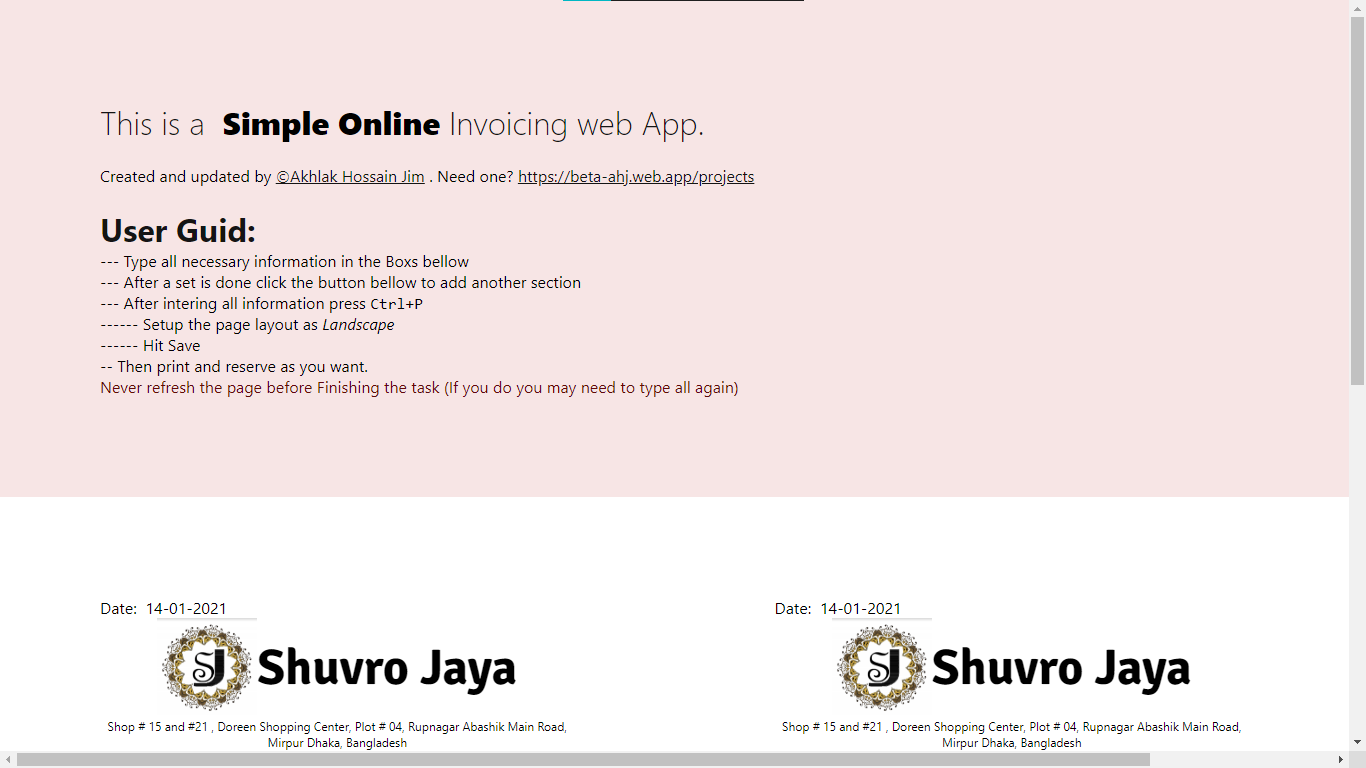 This is a Simple Online Invoicing web App.
Created and updated by ©Akhlak Hossain Jim . Need one? https://beta-ahj.web.app/projects
User Guid:
--- Type all necessary information in the Boxs bellow
--- After a set is done click the button bellow to add another section
--- After intering all information press Ctrl+P
------ Setup the page layout as Landscape
------ Hit Save
-- Then print and reserve as you want.
Never refresh the page before Finishing the task (If you do you may need to type all again)
Date: 14-01-2021
SJ Shuvro Jaya
Shop # 15 and #21 , Doreen Shopping Center, Plot # 04, Rupnagar Abashik Main Road,
Mirpur Dhaka, Bangladesh
Date: 14-01-2021
SJ Shuvro Jaya
Shop # 15 and #21 , Doreen Shopping Center, Plot # 04, Rupnagar Abashik Main Road,
Mirpur Dhaka, Bangladesh